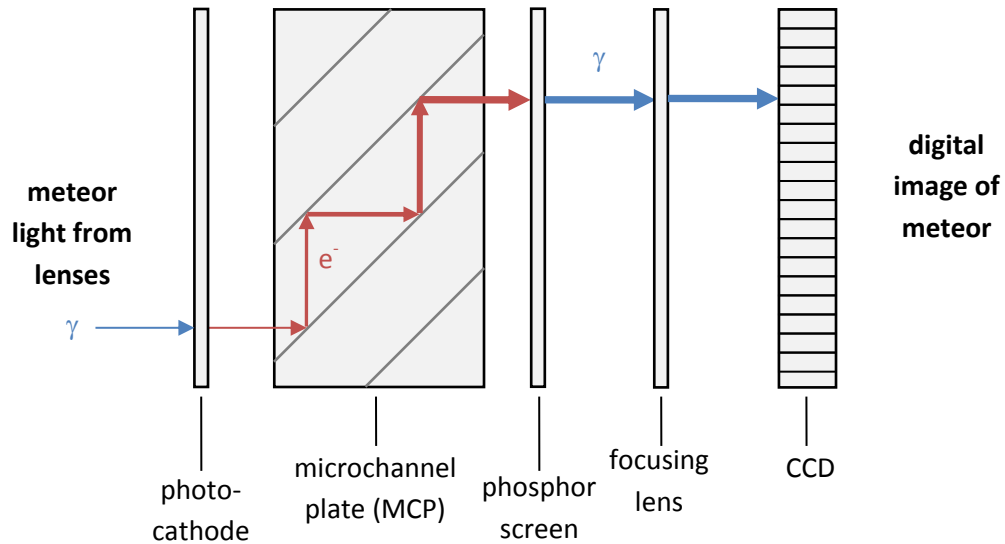 meteor
light from
lenses
γ
e⁻
γ
digital
image of
meteor
photo-
cathode
microchannel
plate (MCP)
phosphor
screen
focusing
lens
CCD